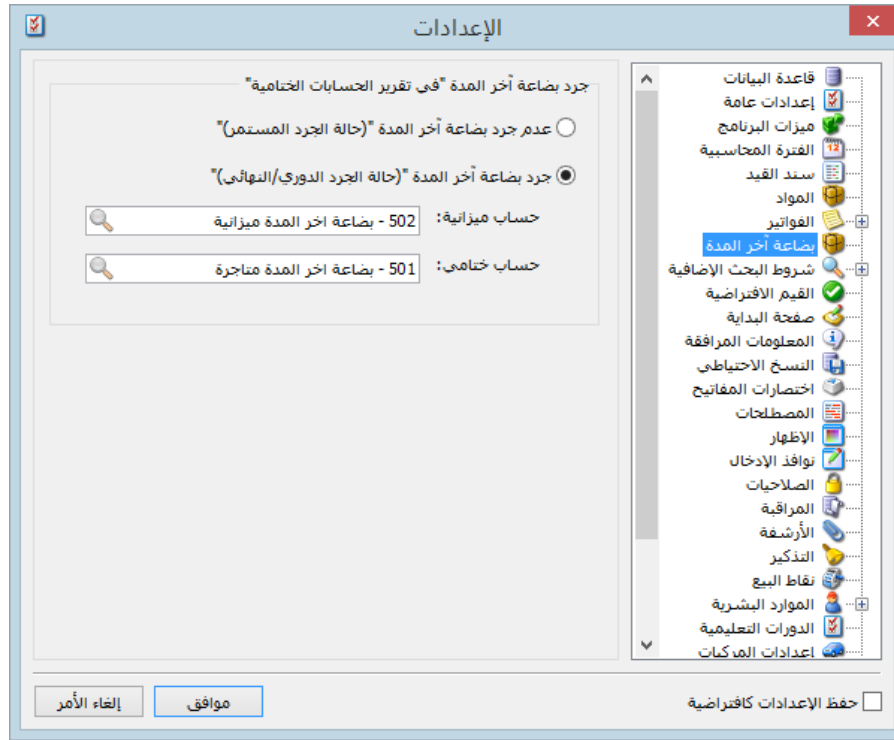 الإعدادات
قاعدة البيانات
إعدادات عامة
ميزات البرنامج
الفترة المحاسبية
سند القيد
المواد
الفواتير
بضاعة آخر المدة
شروط البحث الإضافية
القيم الافتراضية
صفحة البداية
المعلومات المرافقة
النسخ الاحتياطي
اختصارات المفاتيح
المصطلحات
الإظهار
نوافذ الإدخال
الصلاحيات
المراقبة
الأرشفة
التذكير
نقاط البيع
الموارد البشرية
الدورات التعليمية
إعدادات المركبات
جرد بضاعة آخر المدة "في تقرير الحسابات الختامية"
عدم جرد بضاعة آخر المدة "(حالة الجرد المستمر)"
جرد بضاعة آخر المدة "(حالة الجرد الدوري/النهائي)"
حساب ميزانية: 502 - بضاعة اخر المدة ميزانية
حساب ختامي: 501 - بضاعة اخر المدة متاجرة
حفظ الإعدادات كافتراضية
موافق
إلغاء الأمر